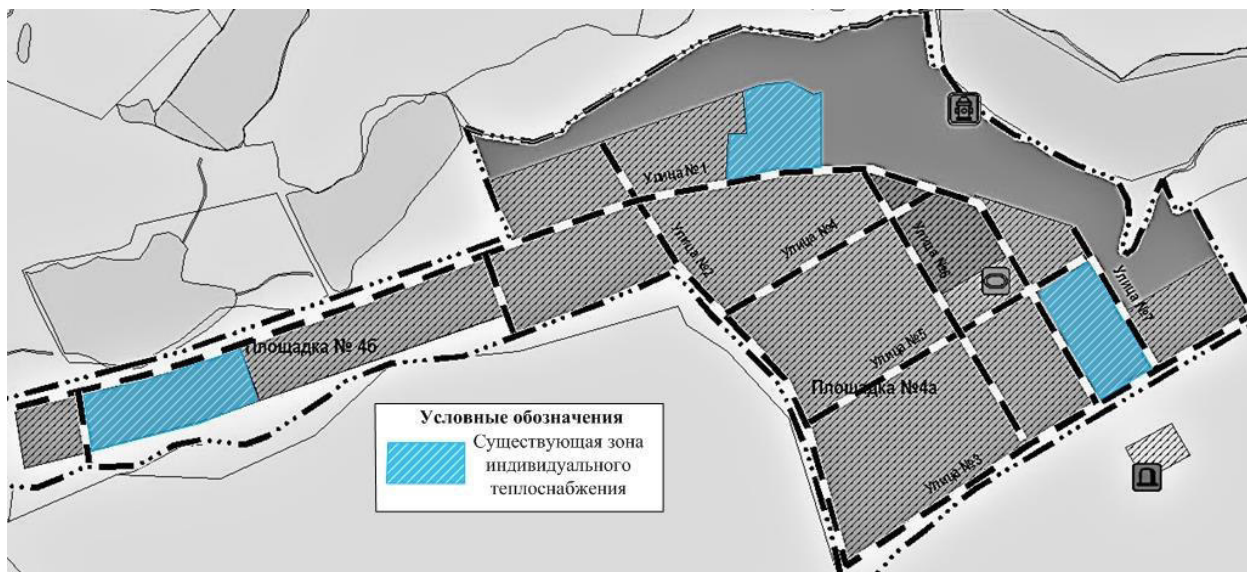 Улица №1
Улица №2
Улица №4
Улица №6
Улица №7
Площадка № 4б
Улица №5
Площадка №4а
Улица №3
Условные обозначения
Существующая зона
индивидуального
теплоснабжения